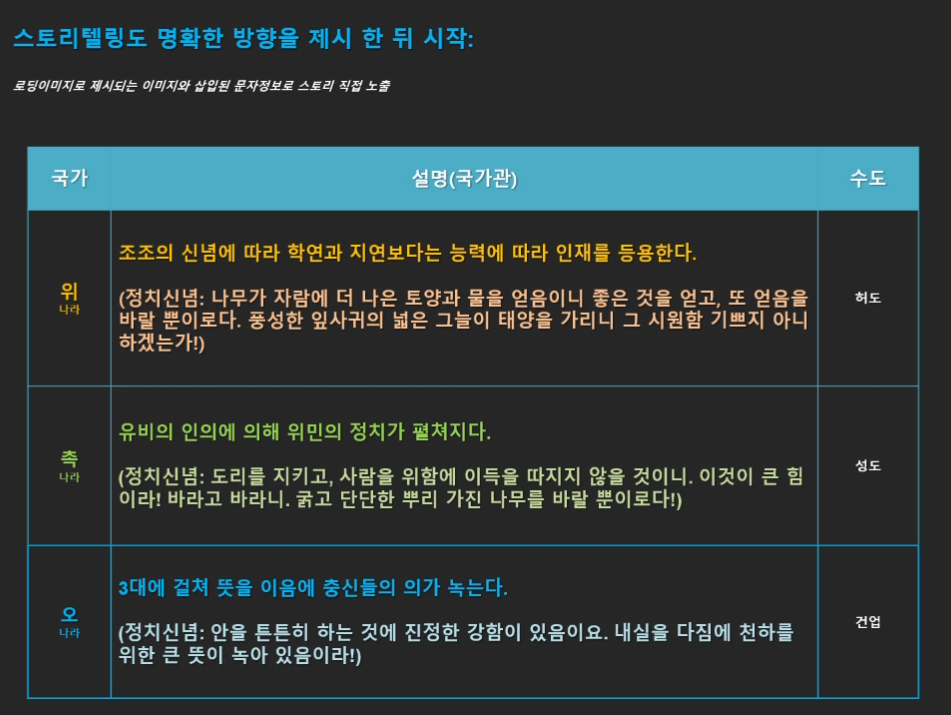 스토리텔링도 명확한 방향을 제시 한 뒤 시작:
로딩이미지로 제시되는 이미지와 삽입된 문자정보로 스토리 직접 노출
국가
설명(국가관)
수도
위
나라
조조의 신념에 따라 학연과 지연보다는 능력에 따라 인재를 등용한다.
(정치신념: 나무가 자람에 더 나은 토양과 물을 얻음이니 좋은 것을 얻고, 또 얻음을
바랄 뿐이로다. 풍성한 잎사귀의 넓은 그늘이 태양을 가리니 그 시원함 기쁘지 아니
하겠는가!)
허도
촉
나라
유비의 인의에 의해 위민의 정치가 펼쳐지다.
(정치신념: 도리를 지키고, 사람을 위함에 이득을 따지지 않을 것이니. 이것이 큰 힘
이라! 바라고 바라니. 굵고 단단한 뿌리 가진 나무를 바랄 뿐이로다!)
성도
오
나라
3대에 걸쳐 뜻을 이음에 충신들의 의가 녹는다.
(정치신념: 안을 튼튼히 하는 것에 진정한 강함이 있음이요. 내실을 다짐에 천하를
위한 큰 뜻이 녹아 있음이라!)
건업